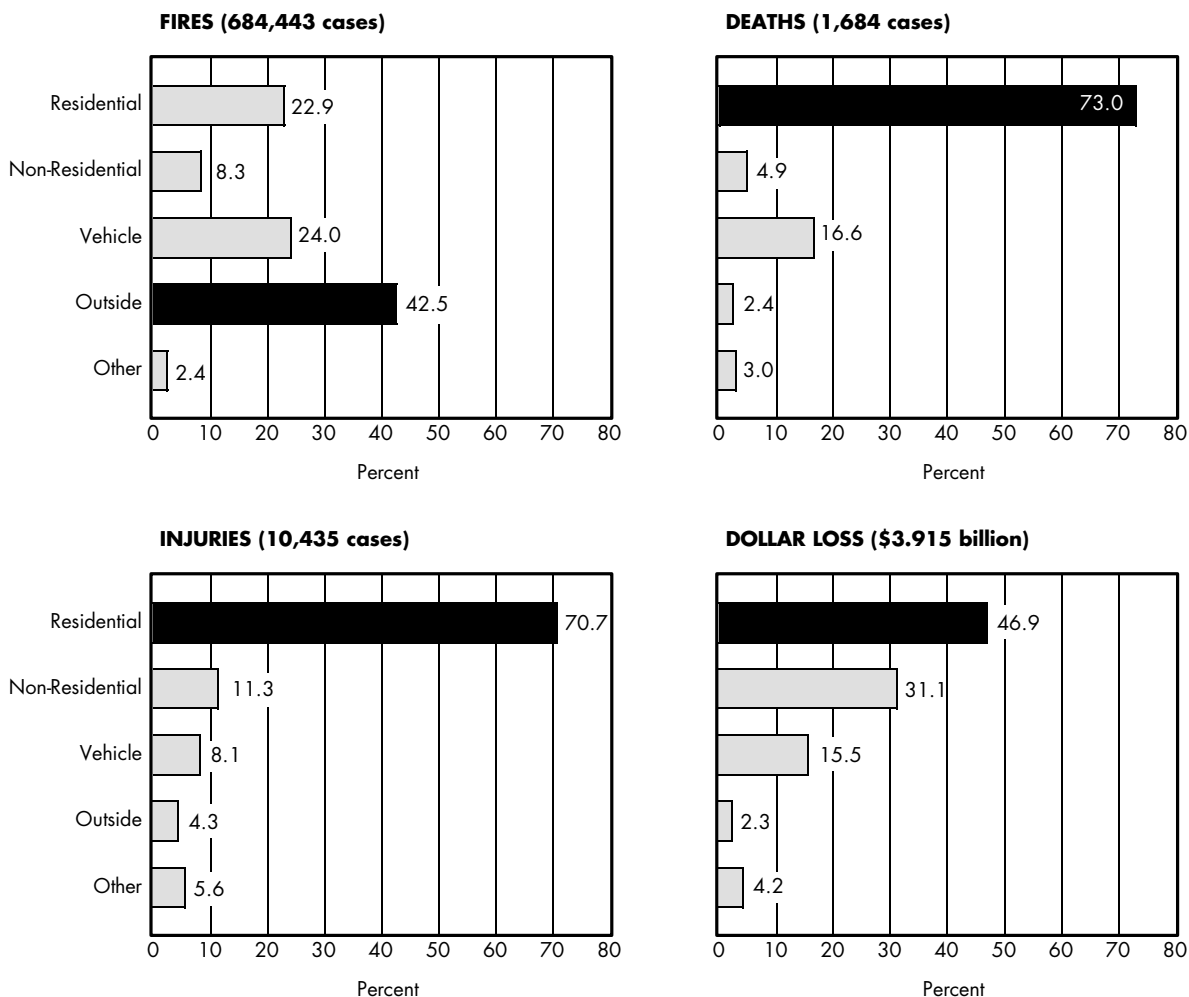 FIRES (684,443 cases)
Residential 22.9
Non-Residential 8.3
Vehicle 24.0
Outside 42.5
Other 2.4
0 10 20 30 40 50 60 70 80
Percent
DEATHS (1,684 cases)
73.0
4.9
16.6
2.4
3.0
0 10 20 30 40 50 60 70 80
Percent
INJURIES (10,435 cases)
Residential 70.7
Non-Residential 11.3
Vehicle 8.1
Outside 4.3
Other 5.6
0 10 20 30 40 50 60 70 80
Percent
DOLLAR LOSS ($3.915 billion)
46.9
31.1
15.5
2.3
4.2
0 10 20 30 40 50 60 70 80
Percent